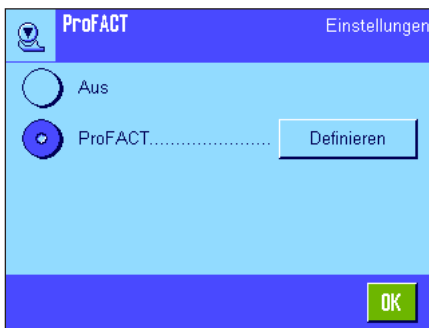 ProFACT Einstellungen
Aus
ProFACT....................... Definieren
OK